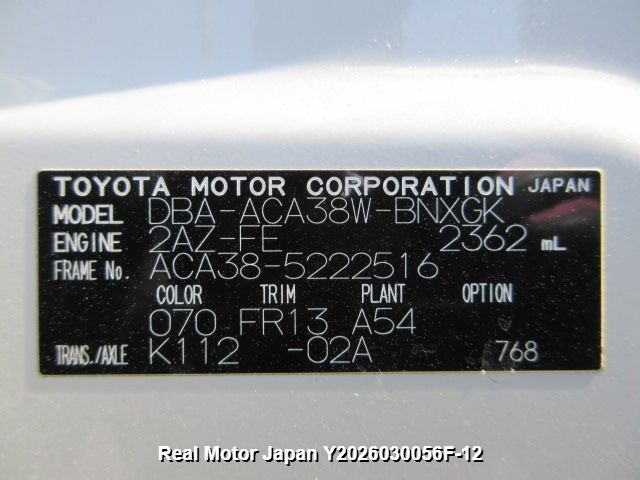 TOYOTA MOTOR CORPORATION JAPAN
MODEL DBA-ACA38W-BNXGK
ENGINE 2AZ-FE 2362 mL
FRAME No. ACA38-5222516
COLOR TRIM PLANT OPTION
070 FR13 A54
TRANS./AXLE K112 -02A 768
Real Motor Japan Y2026030056F-12